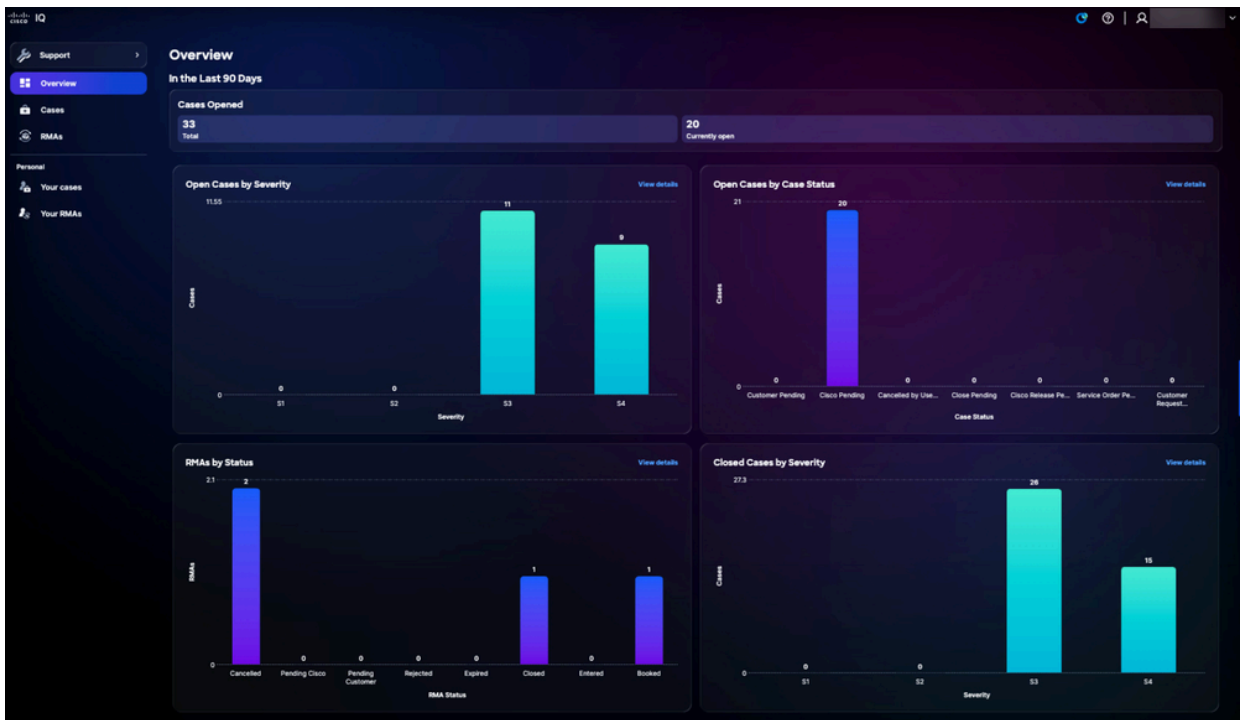 cisco IQ
Support
Overview
Cases
RMAs
Personal
Your cases
Your RMAs
Overview
In the Last 90 Days
Cases Opened
33
Total
20
Currently open
Open Cases by Severity
View details
11.55
11
9
Cases
0
0
0
S1
S2
S3
S4
Severity
Open Cases by Case Status
View details
21
20
Cases
0
0
0
0
0
0
0
Customer Pending
Cisco Pending
Cancelled by Use...
Close Pending
Cisco Release Pe...
Service Order Pe...
Customer
Request...
Case Status
RMAs by Status
View details
2.1
2
RMAs
1
1
0
0
0
0
0
0
Cancelled
Pending Cisco
Pending
Customer
Rejected
Expired
Closed
Entered
Booked
RMA Status
Closed Cases by Severity
View details
27.3
26
15
Cases
0
0
0
S1
S2
S3
S4
Severity